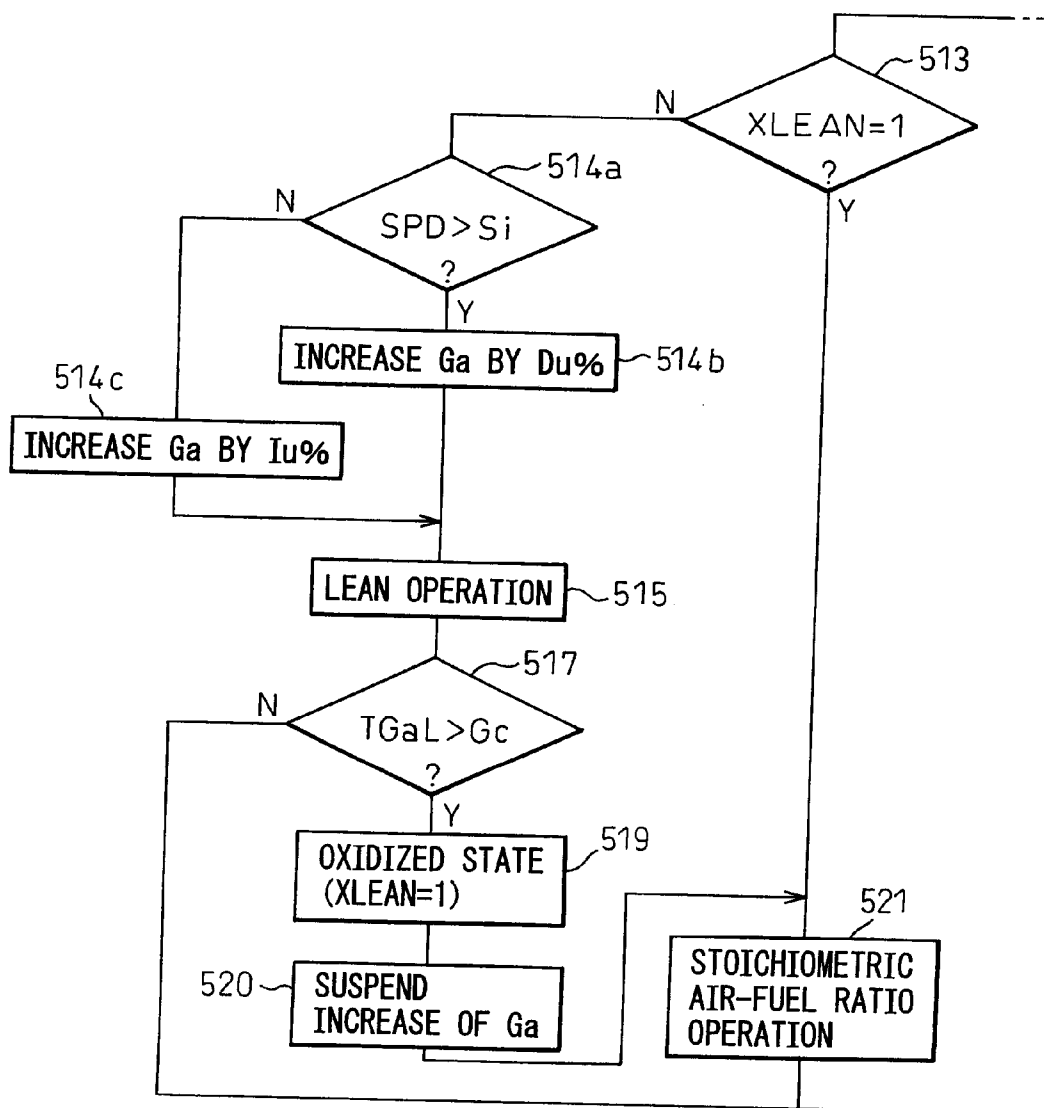 513
N
XLEAN=1
?
Y
514a
N
SPD>Si
?
Y
INCREASE Ga BY Du%
514b
514c
INCREASE Ga BY Iu%
LEAN OPERATION
515
517
N
TGaL>Gc
?
Y
OXIDIZED STATE
(XLEAN=1)
519
520
SUSPEND
INCREASE OF Ga
521
STOICHIOMETRIC
AIR-FUEL RATIO
OPERATION